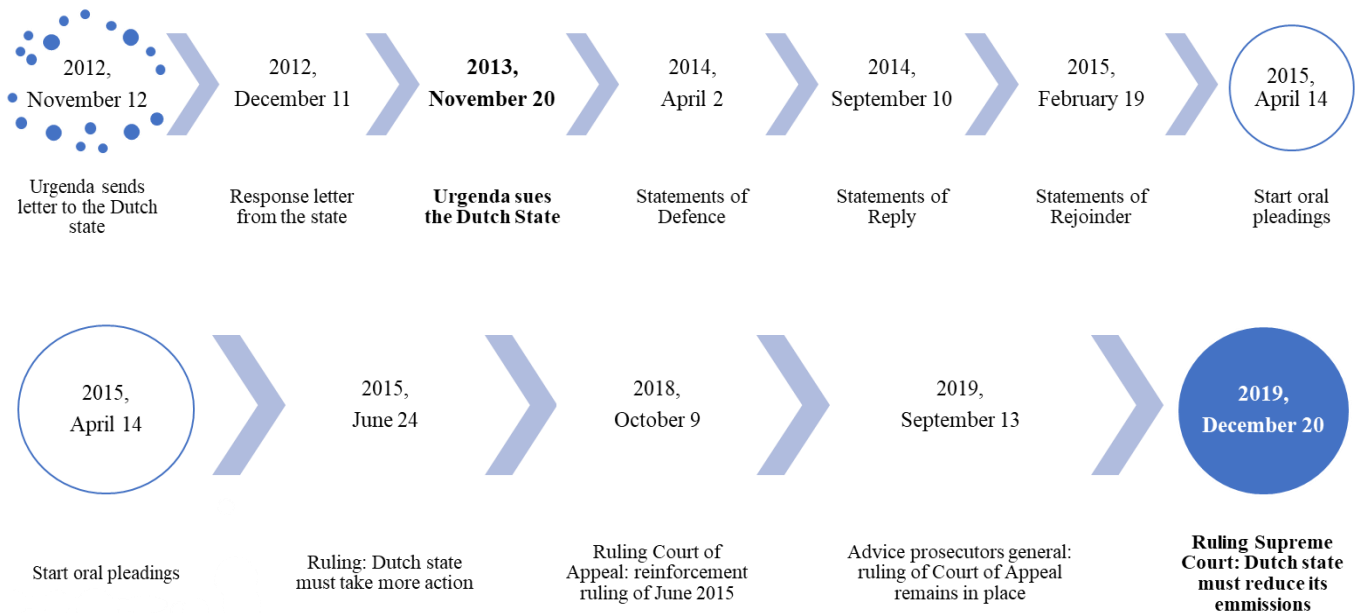 2012,
November 12
2012,
December 11
2013,
November 20
2014,
April 2
2014,
September 10
2015,
February 19
2015,
April 14
Urgenda sends
letter to the Dutch
state
Response letter
from the state
Urgenda sues
the Dutch State
Statements of
Defence
Statements of
Reply
Statements of
Rejoinder
Start oral
pleadings
2015,
April 14
2015,
June 24
2018,
October 9
2019,
September 13
2019,
December 20
Start oral pleadings
Ruling: Dutch state
must take more action
Ruling Court of
Appeal: reinforcement
ruling of June 2015
Advice prosecutors general:
ruling of Court of Appeal
remains in place
Ruling Supreme
Court: Dutch state
must reduce its
emmissions